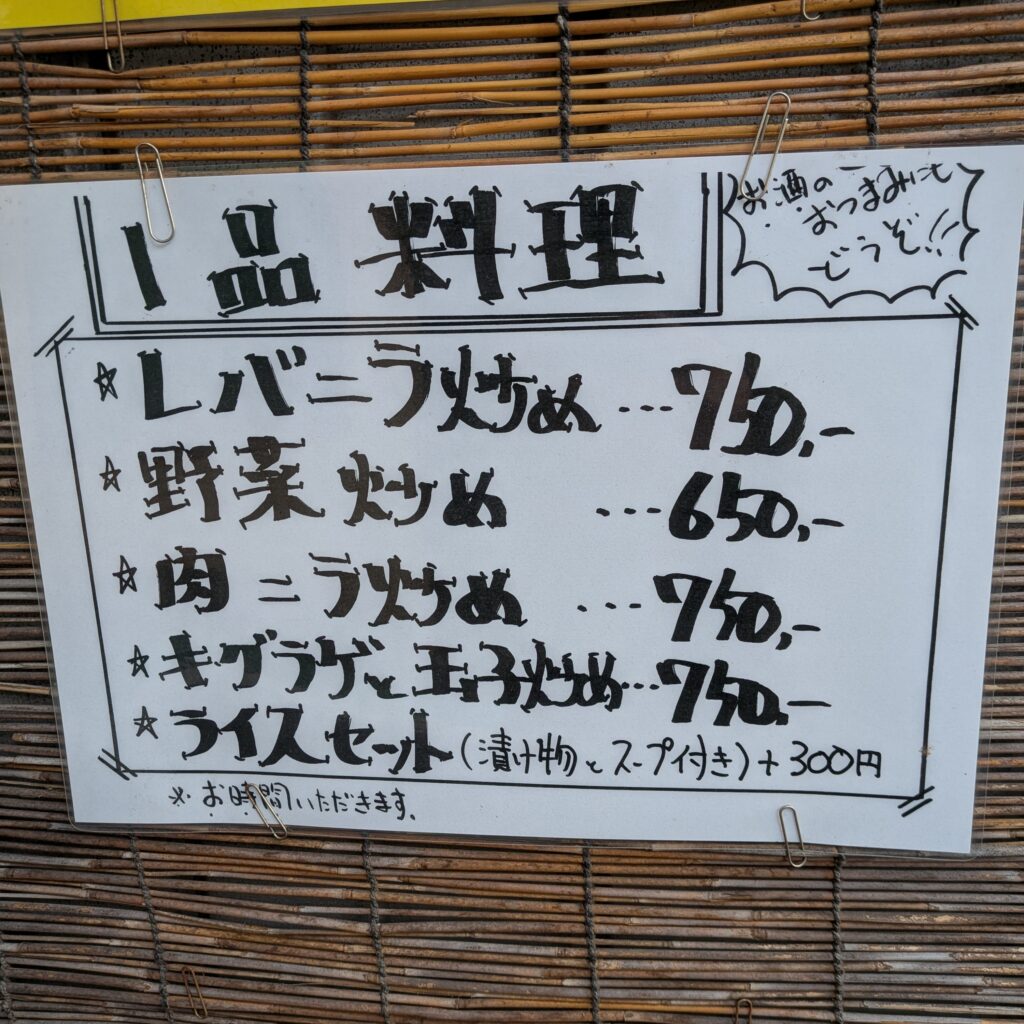 1品料理
お酒の
おつまみにも
どうぞ!!
☆レバニラ炒め…750,-
☆野菜炒め …650,-
☆肉ニラ炒め …750,-
☆キグラゲと玉子炒め…750,-
☆ライスセット(漬け物とスープ付き)+300円
※お時間いただきます。